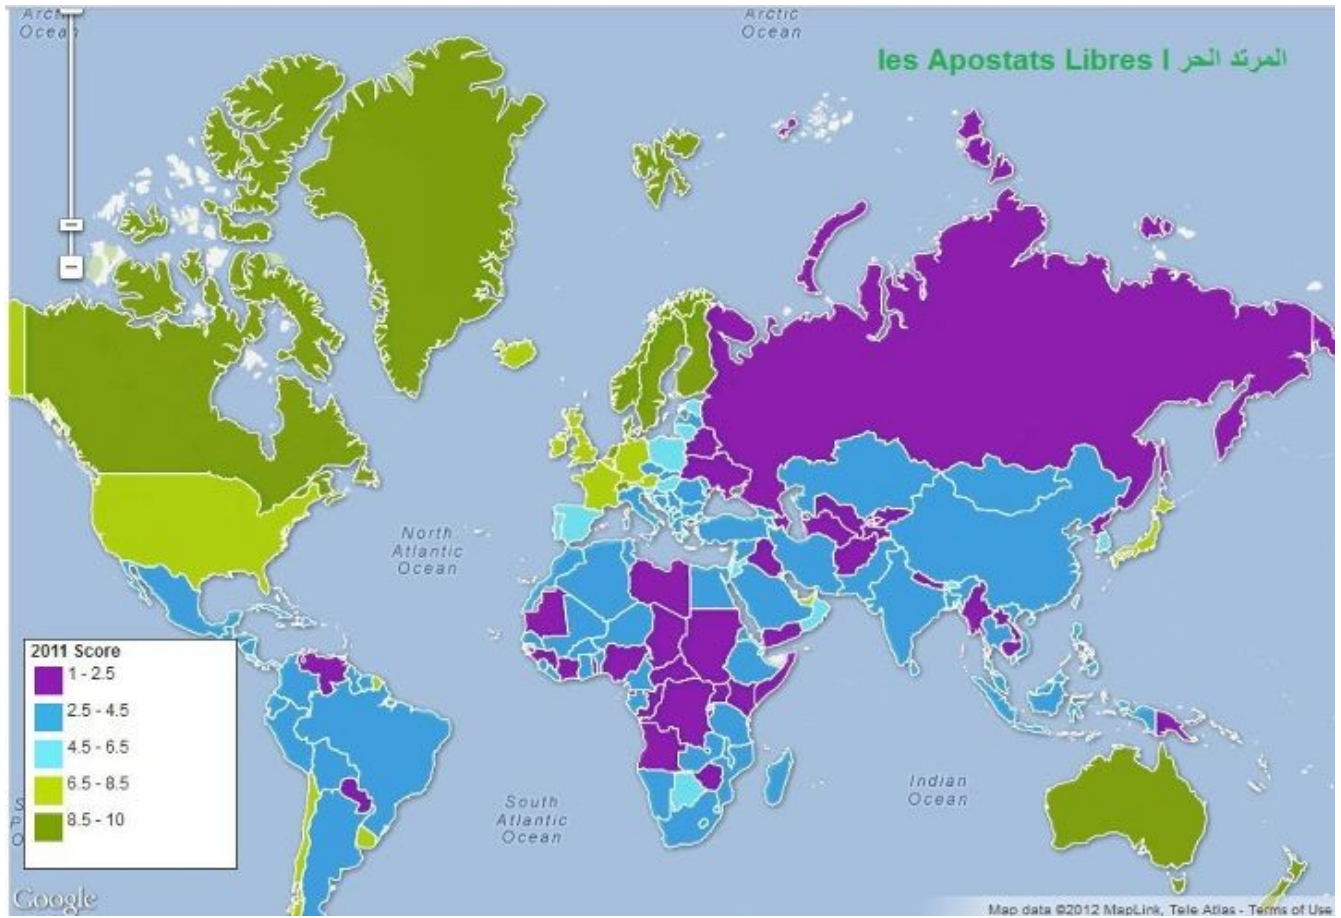 Arctic
Ocean
Arctic
Ocean
les Apostats Libres I المرتد الحر
North
Atlantic
Ocean
2011 Score
1 - 2.5
2.5 - 4.5
4.5 - 6.5
6.5 - 8.5
8.5 - 10
South
Atlantic
Ocean
Indian
Ocean
Google
Map data ©2012 MapLink, Tele Atlas - Terms of Use